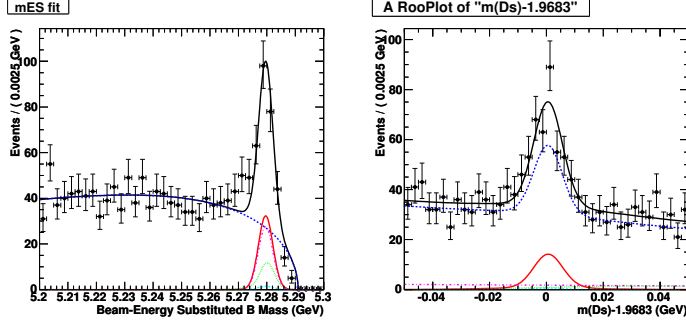 mES fit
A RooPlot of "m(Ds)-1.9683"
Events / ( 0.0025 GeV )
100
80
60
40
20
0
5.2 5.21 5.22 5.23 5.24 5.25 5.26 5.27 5.28 5.29 5.3
Beam-Energy Substituted B Mass (GeV)
Events / ( 0.0025 GeV )
100
80
60
40
20
0
-0.04 -0.02 0 0.02 0.04
m(Ds)-1.9683 (GeV)